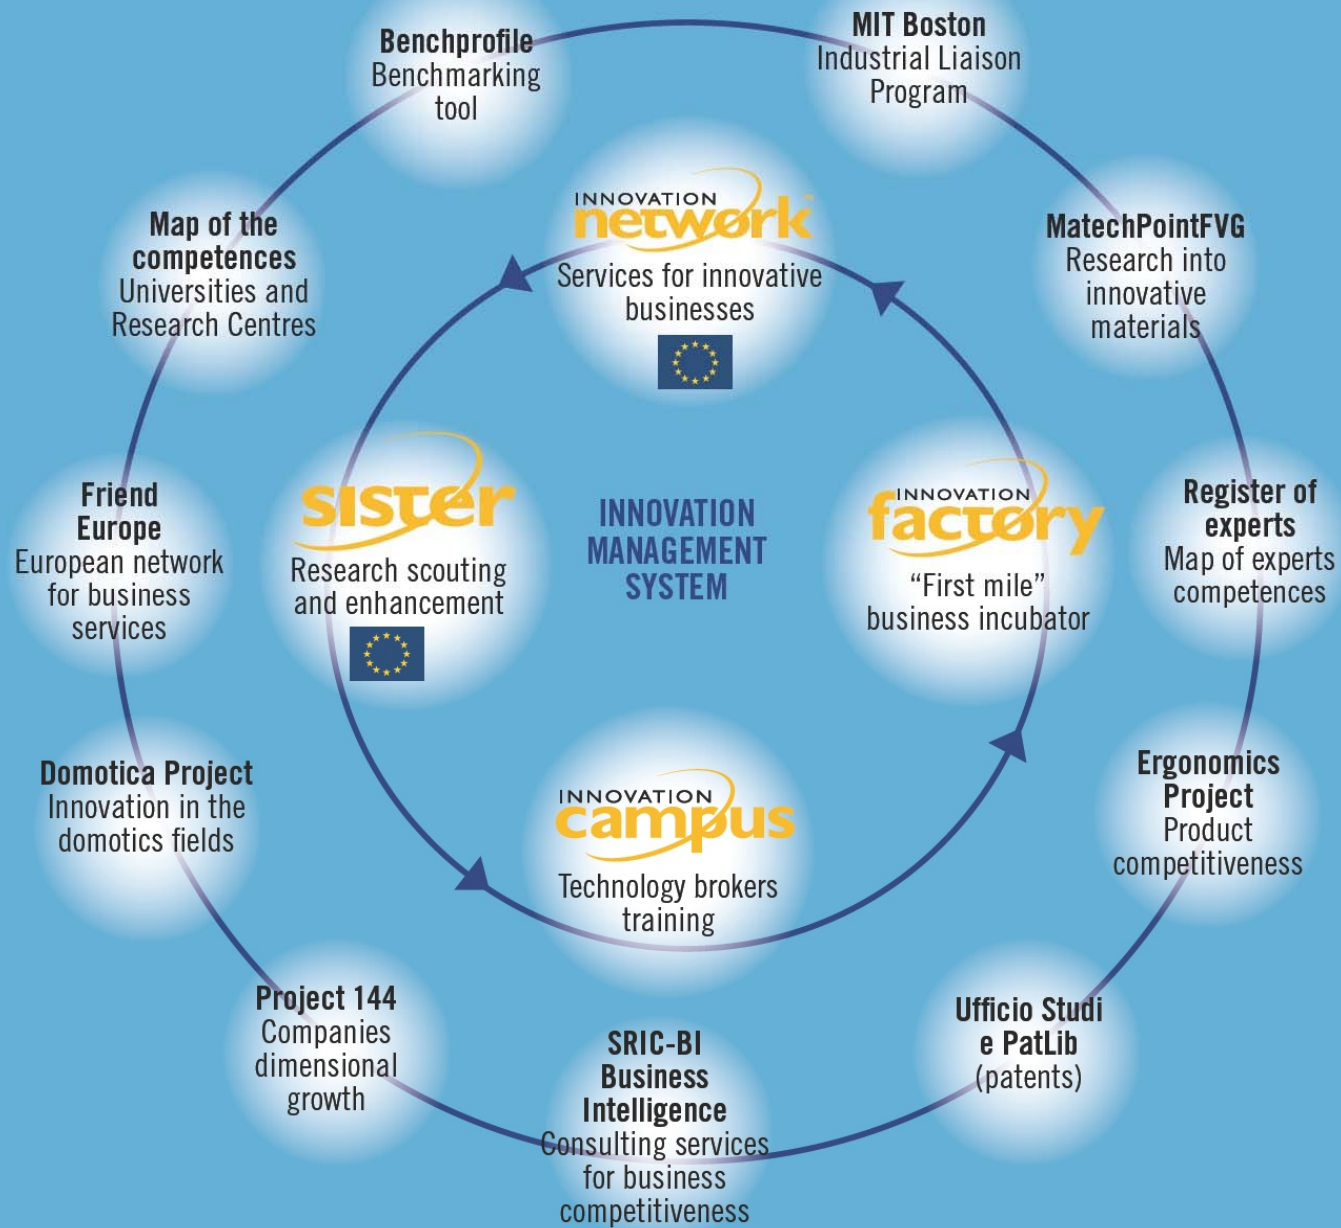 Benchprofile
Benchmarking
tool
MIT Boston
Industrial Liaison
Program
Map of the
competences
Universities and
Research Centres
INNOVATION
network
Services for innovative
businesses
MatechPointFVG
Research into
innovative
materials
Friend
Europe
European network
for business
services
sister
Research scouting
and enhancement
INNOVATION
MANAGEMENT
SYSTEM
INNOVATION
factory
“First mile”
business incubator
Register of
experts
Map of experts
competences
Domotica Project
Innovation in the
domotics fields
INNOVATION
campus
Technology brokers
training
Ergonomics
Project
Product
competitiveness
Project 144
Companies
dimensional
growth
SRIC-BI
Business
Intelligence
Consulting services
for business
competitiveness
Ufficio Studi
e PatLib
(patents)